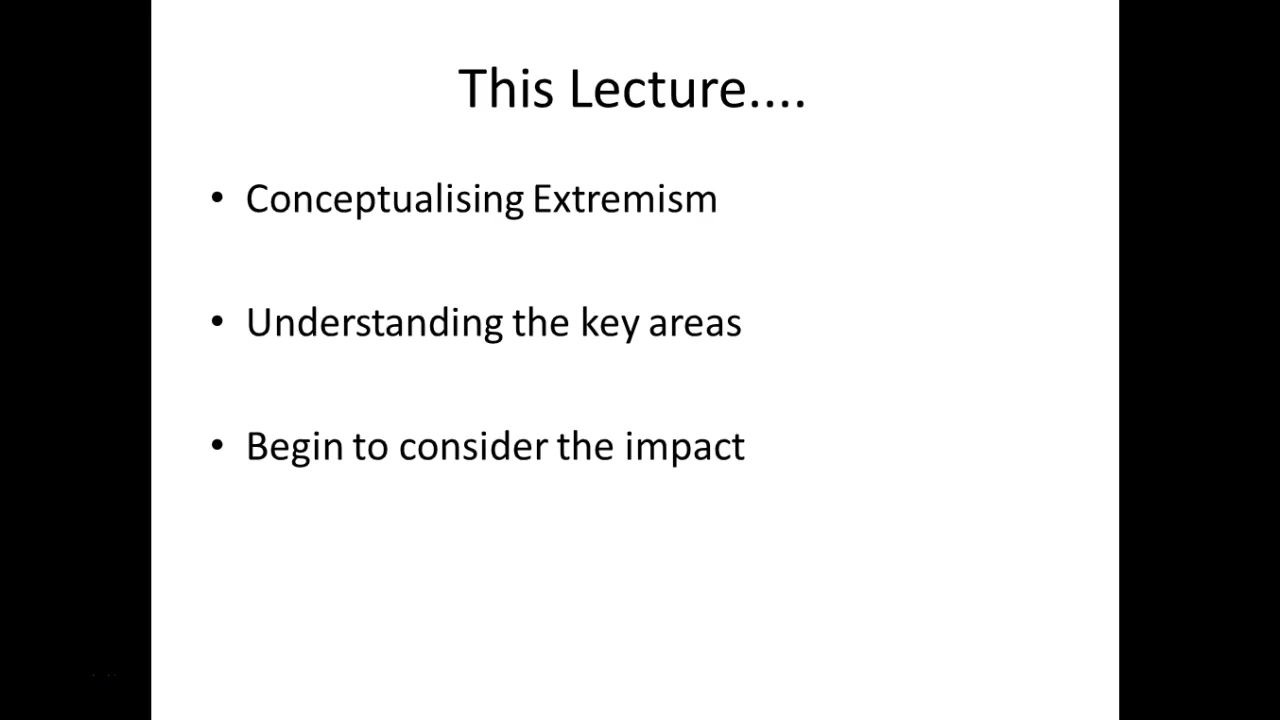 This Lecture....
• Conceptualising Extremism
• Understanding the key areas
• Begin to consider the impact